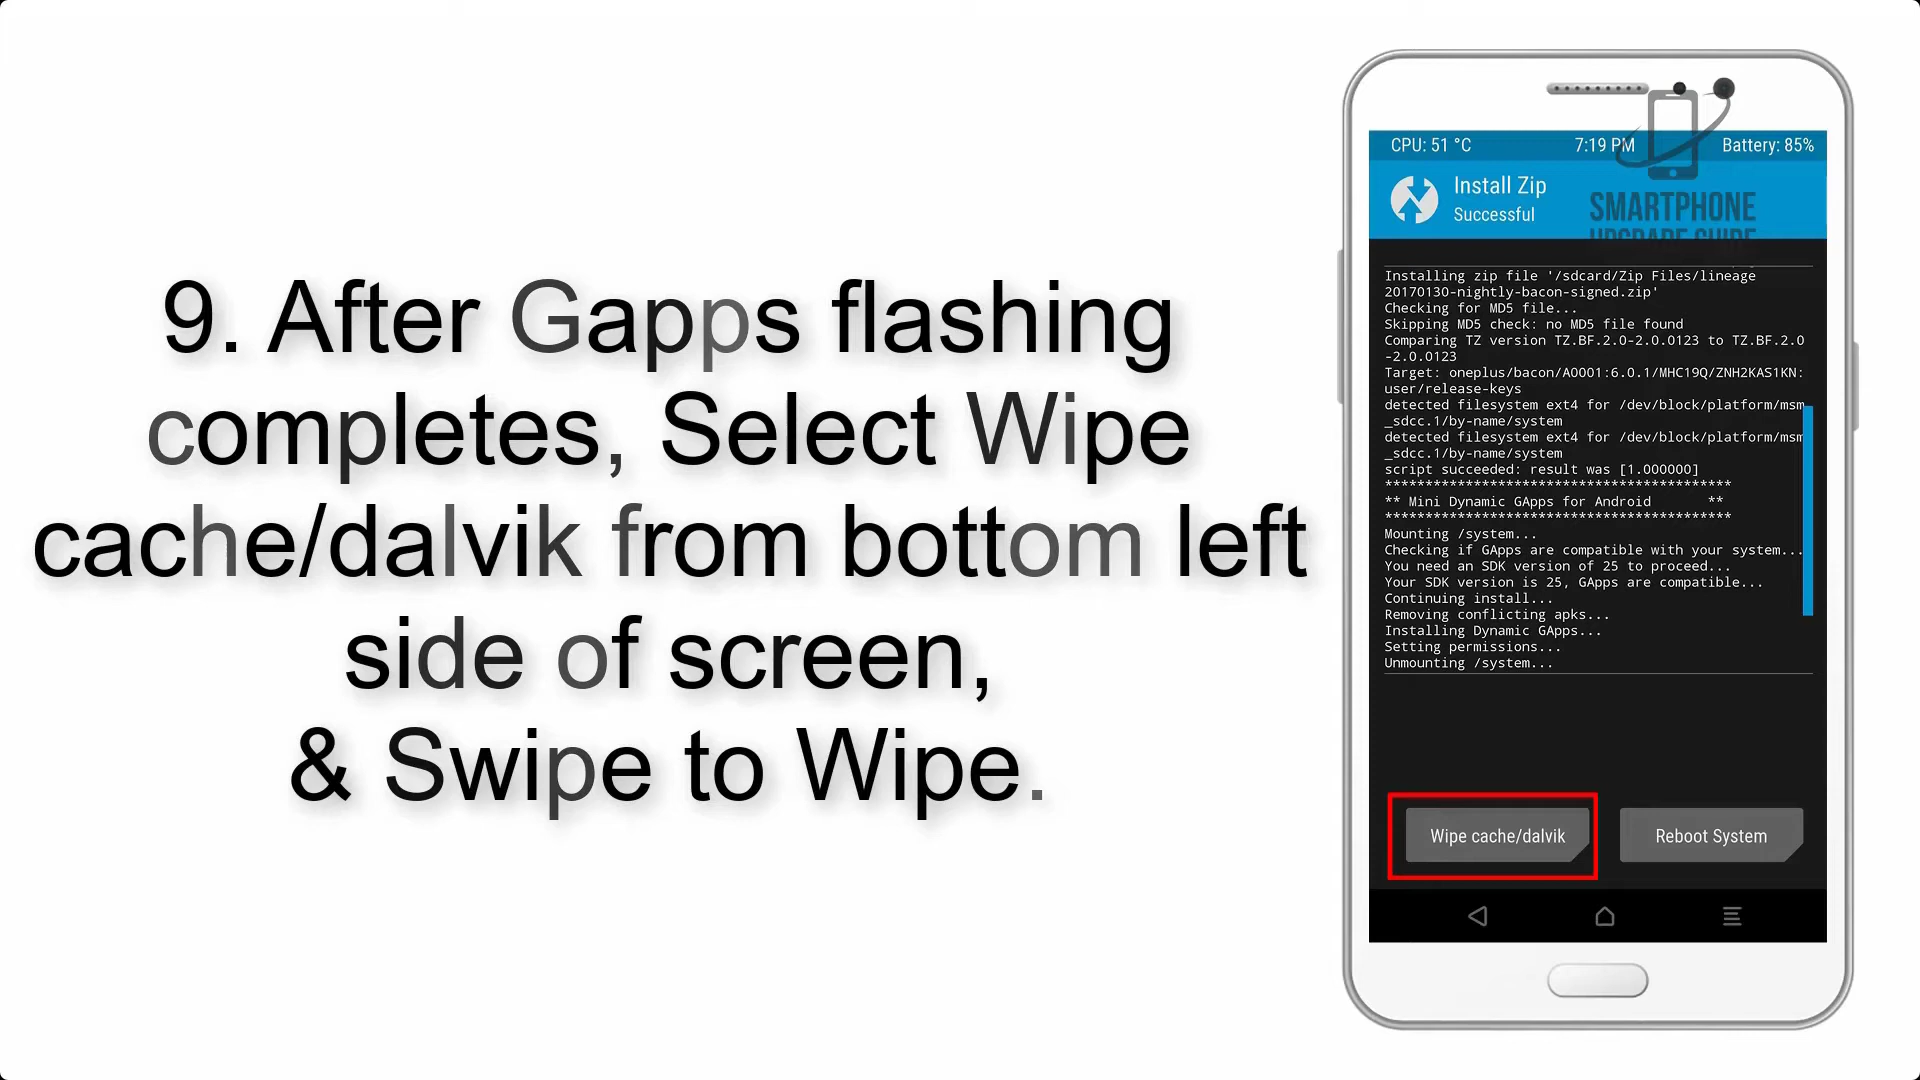 9. After Gapps flashing
completes, Select Wipe
cache/dalvik from bottom left
side of screen,
& Swipe to Wipe.
CPU: 51 °C 7:19 PM Battery: 85%
Install Zip
Successful
SMARTPHONE
UPGRADE GUIDE
Installing zip file '/sdcard/Zip Files/lineage
20170130-nightly-bacon-signed.zip'
Checking for MD5 file...
Skipping MD5 check: no MD5 file found
Comparing TZ version TZ.BF.2.0-2.0.0123 to TZ.BF.2.0
-2.0.0123
Target: oneplus/bacon/A0001:6.0.1/MHC19Q/ZNH2KAS1KN:
user/release-keys
detected filesystem ext4 for /dev/block/platform/msm
_sdcc.1/by-name/system
detected filesystem ext4 for /dev/block/platform/msm
_sdcc.1/by-name/system
script succeeded: result was [1.000000]
*******************************************
** Mini Dynamic GApps for Android **
*******************************************
Mounting /system...
Checking if GApps are compatible with your system...
You need an SDK version of 25 to proceed...
Your SDK version is 25, GApps are compatible...
Continuing install...
Removing conflicting apks...
Installing Dynamic GApps...
Setting permissions...
Unmounting /system...
Wipe cache/dalvik
Reboot System